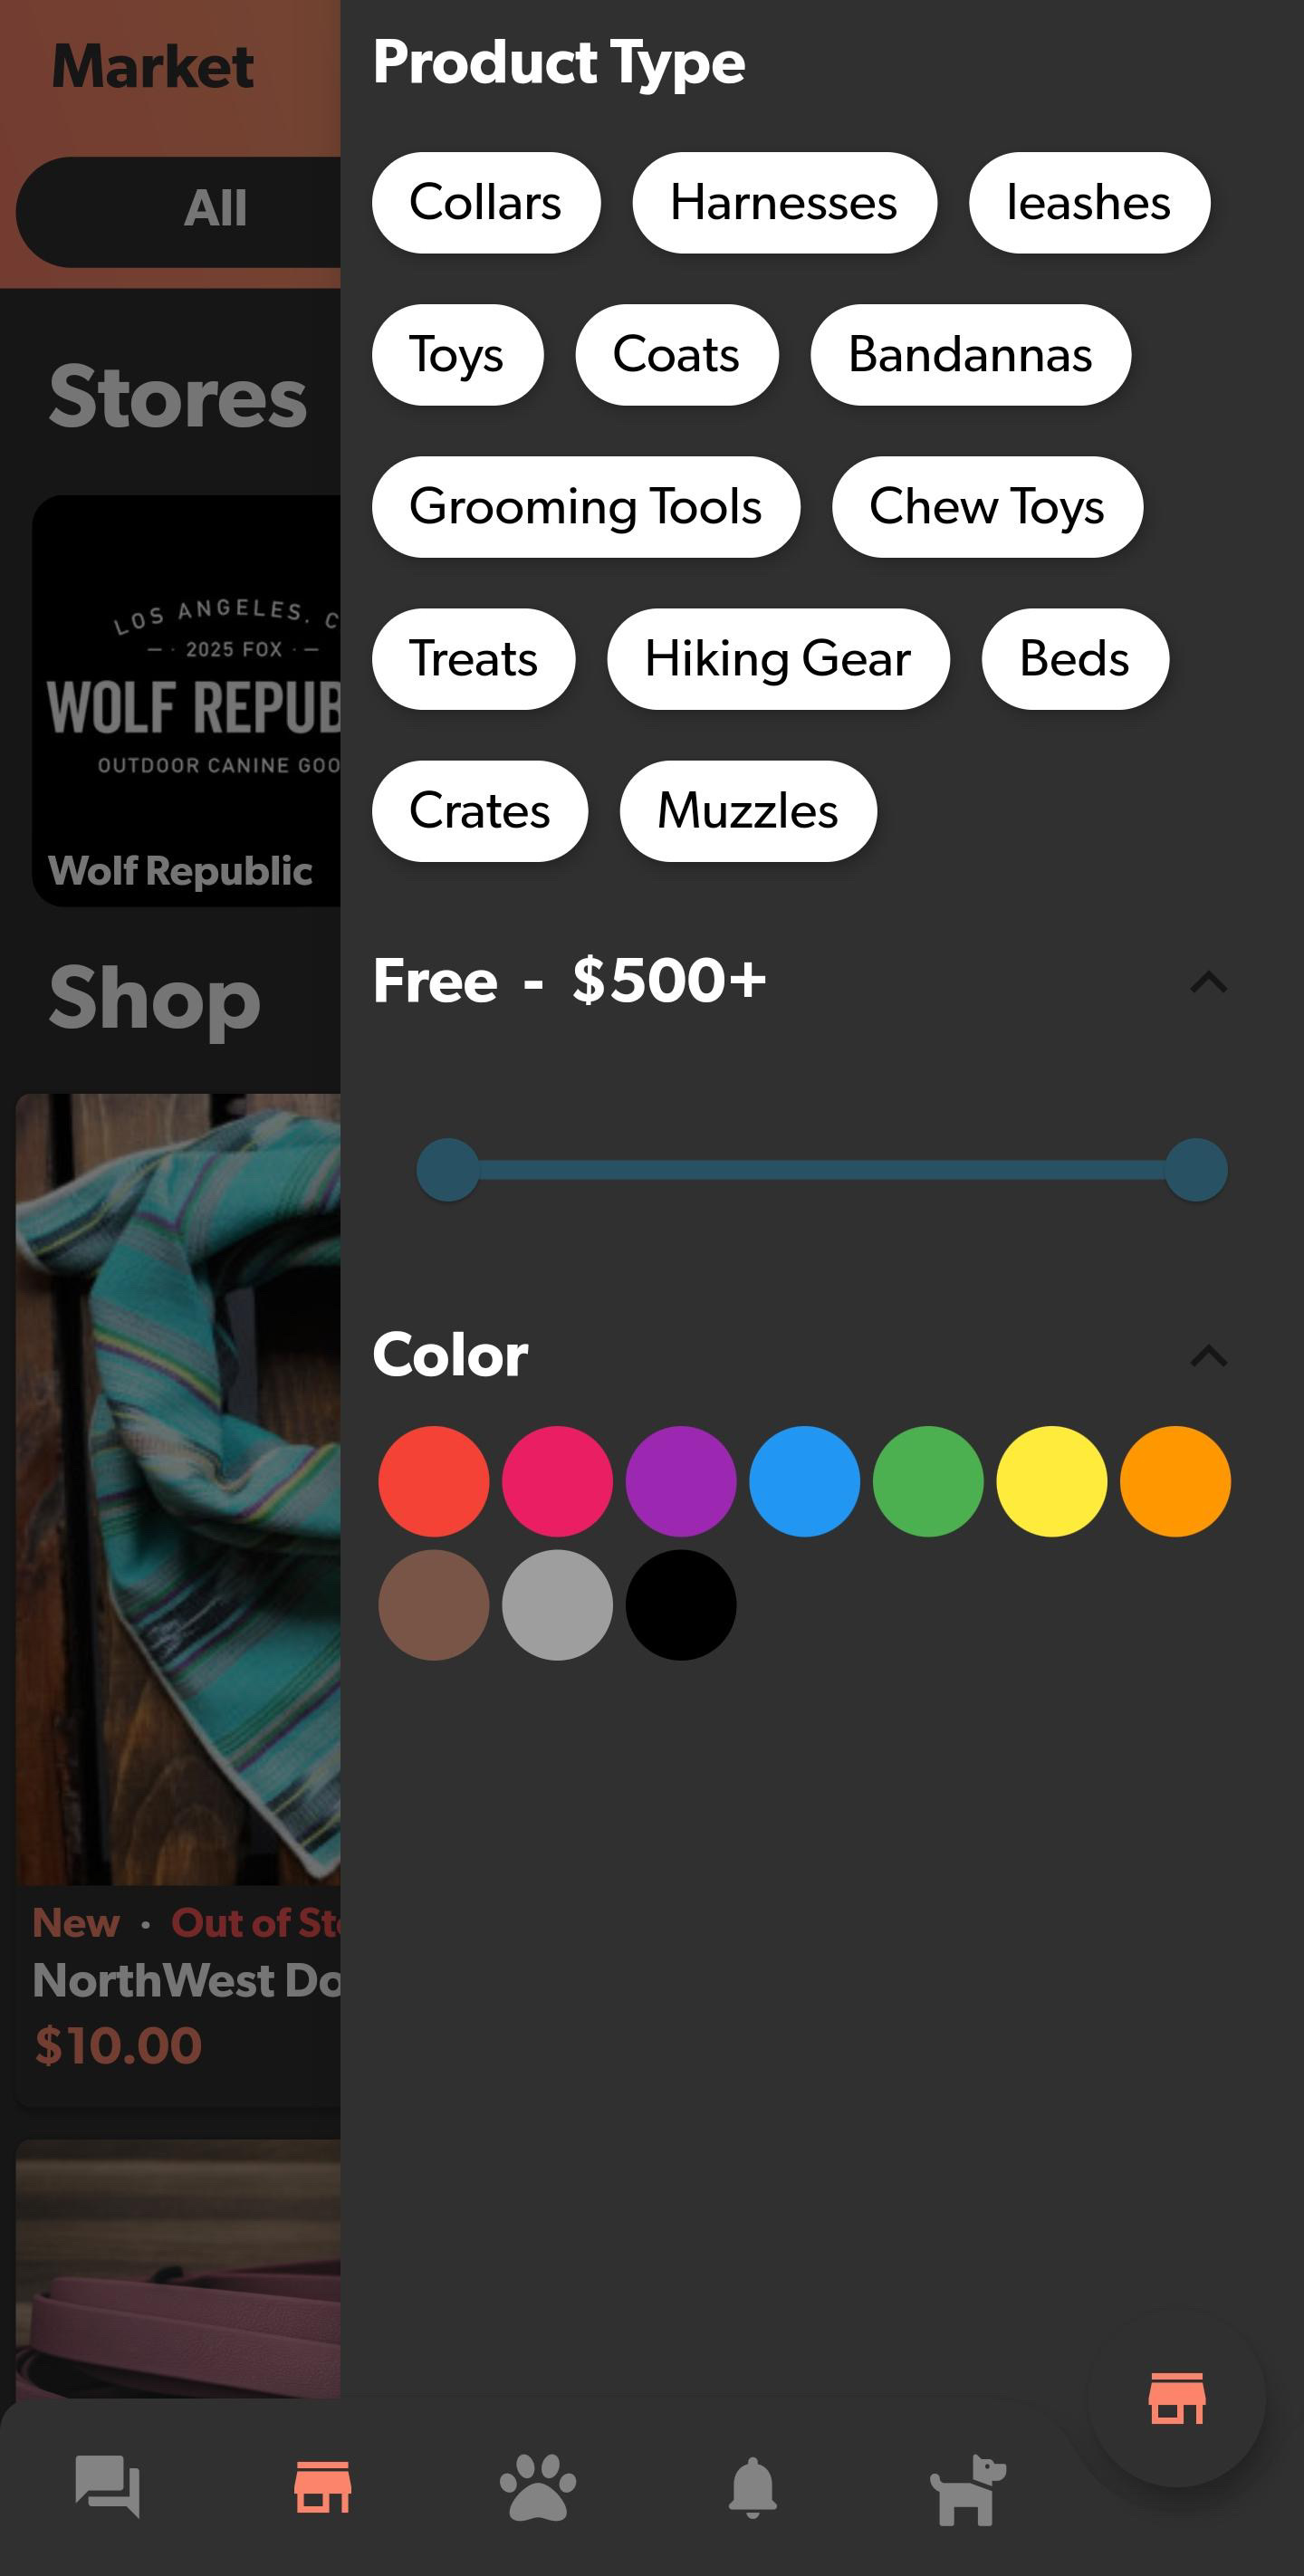 Market
All
Stores
LOS ANGELES, C
2025 FOX
WOLF REPUB
OUTDOOR CANINE GOO
Wolf Republic
Shop
New · Out of Sto
NorthWest Do
$10.00
Product Type
Collars
Harnesses
leashes
Toys
Coats
Bandannas
Grooming Tools
Chew Toys
Treats
Hiking Gear
Beds
Crates
Muzzles
Free - $500+
Color